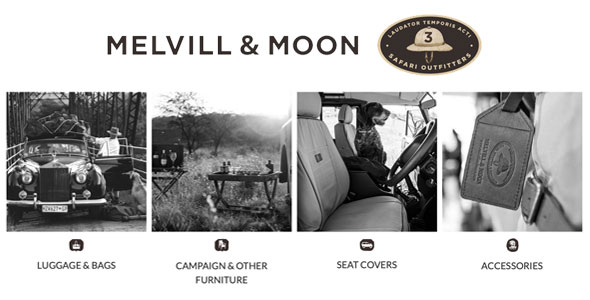 MELVILL & MOON
LAUDATOR TEMPORIS ACTI
3
SAFARI OUTFITTERS
LUGGAGE & BAGS
CAMPAIGN & OTHER
FURNITURE
SEAT COVERS
ACCESSORIES